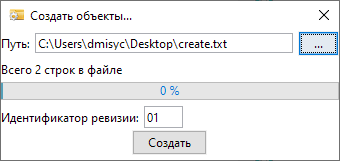 Создать объекты...
Путь: C:\Users\dmisyc\Desktop\create.txt ...
Всего 2 строк в файле
0 %
Идентификатор ревизии: 01
Создать